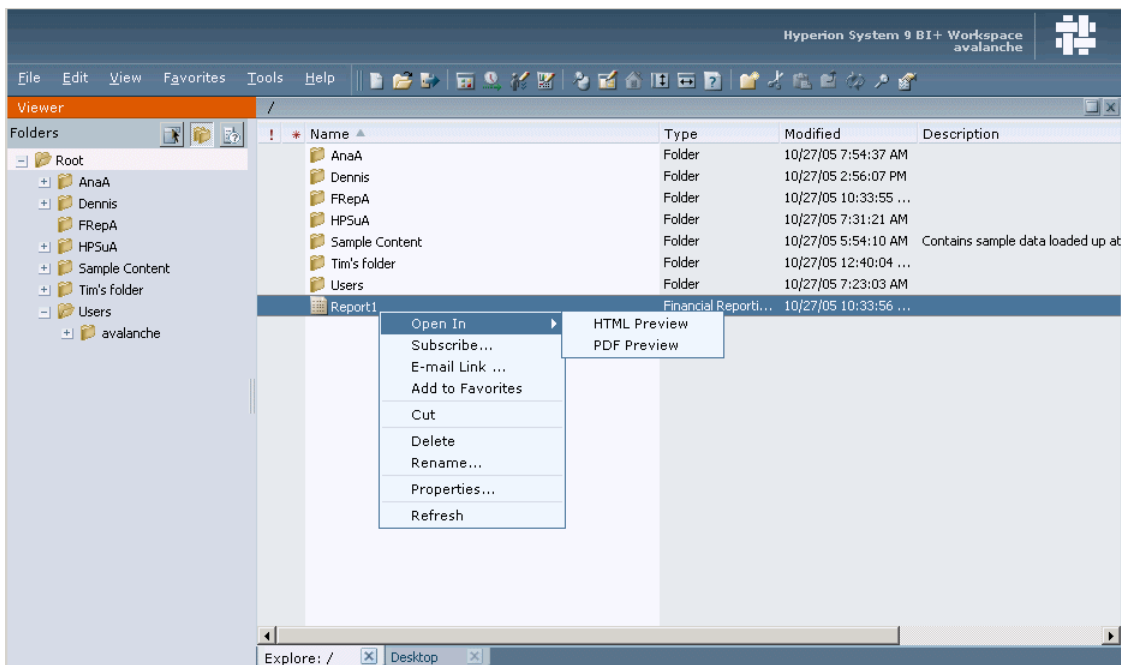 Hyperion System 9 BI+ Workspace
avalanche
File Edit View Favorites Tools Help
Viewer /
Folders ! * Name Type Modified Description
Root
AnaA
Dennis
FRepA
HPSuA
Sample Content
Tim's folder
Users
avalanche
AnaA Folder 10/27/05 7:54:37 AM
Dennis Folder 10/27/05 2:56:07 PM
FRepA Folder 10/27/05 10:33:55 ...
HPSuA Folder 10/27/05 7:31:21 AM
Sample Content Folder 10/27/05 5:54:10 AM Contains sample data loaded up at
Tim's folder Folder 10/27/05 12:40:04 ...
Users Folder 10/27/05 7:23:03 AM
Report1 Financial Reporti... 10/27/05 10:33:56 ...
Open In
HTML Preview
PDF Preview
Subscribe...
E-mail Link ...
Add to Favorites
Cut
Delete
Rename...
Properties...
Refresh
Explore: / Desktop